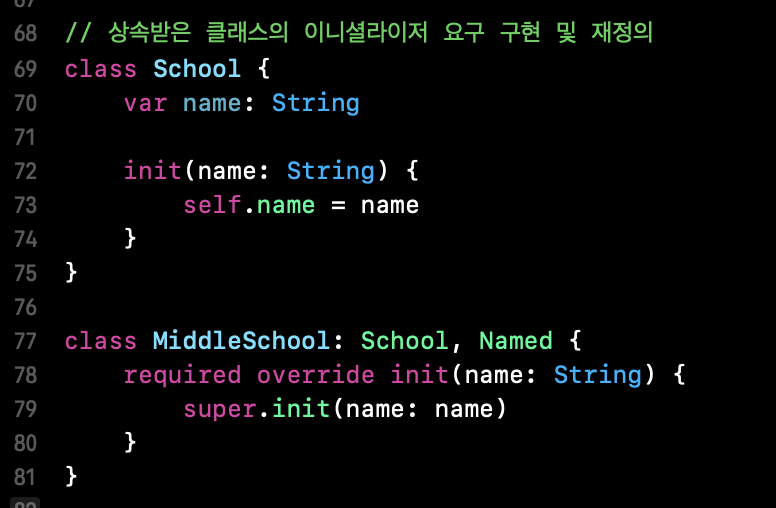 68 // 상속받은 클래스의 이니셜라이저 요구 구현 및 재정의
69 class School {
70     var name: String
71
72     init(name: String) {
73         self.name = name
74     }
75 }
76
77 class MiddleSchool: School, Named {
78     required override init(name: String) {
79         super.init(name: name)
80     }
81 }